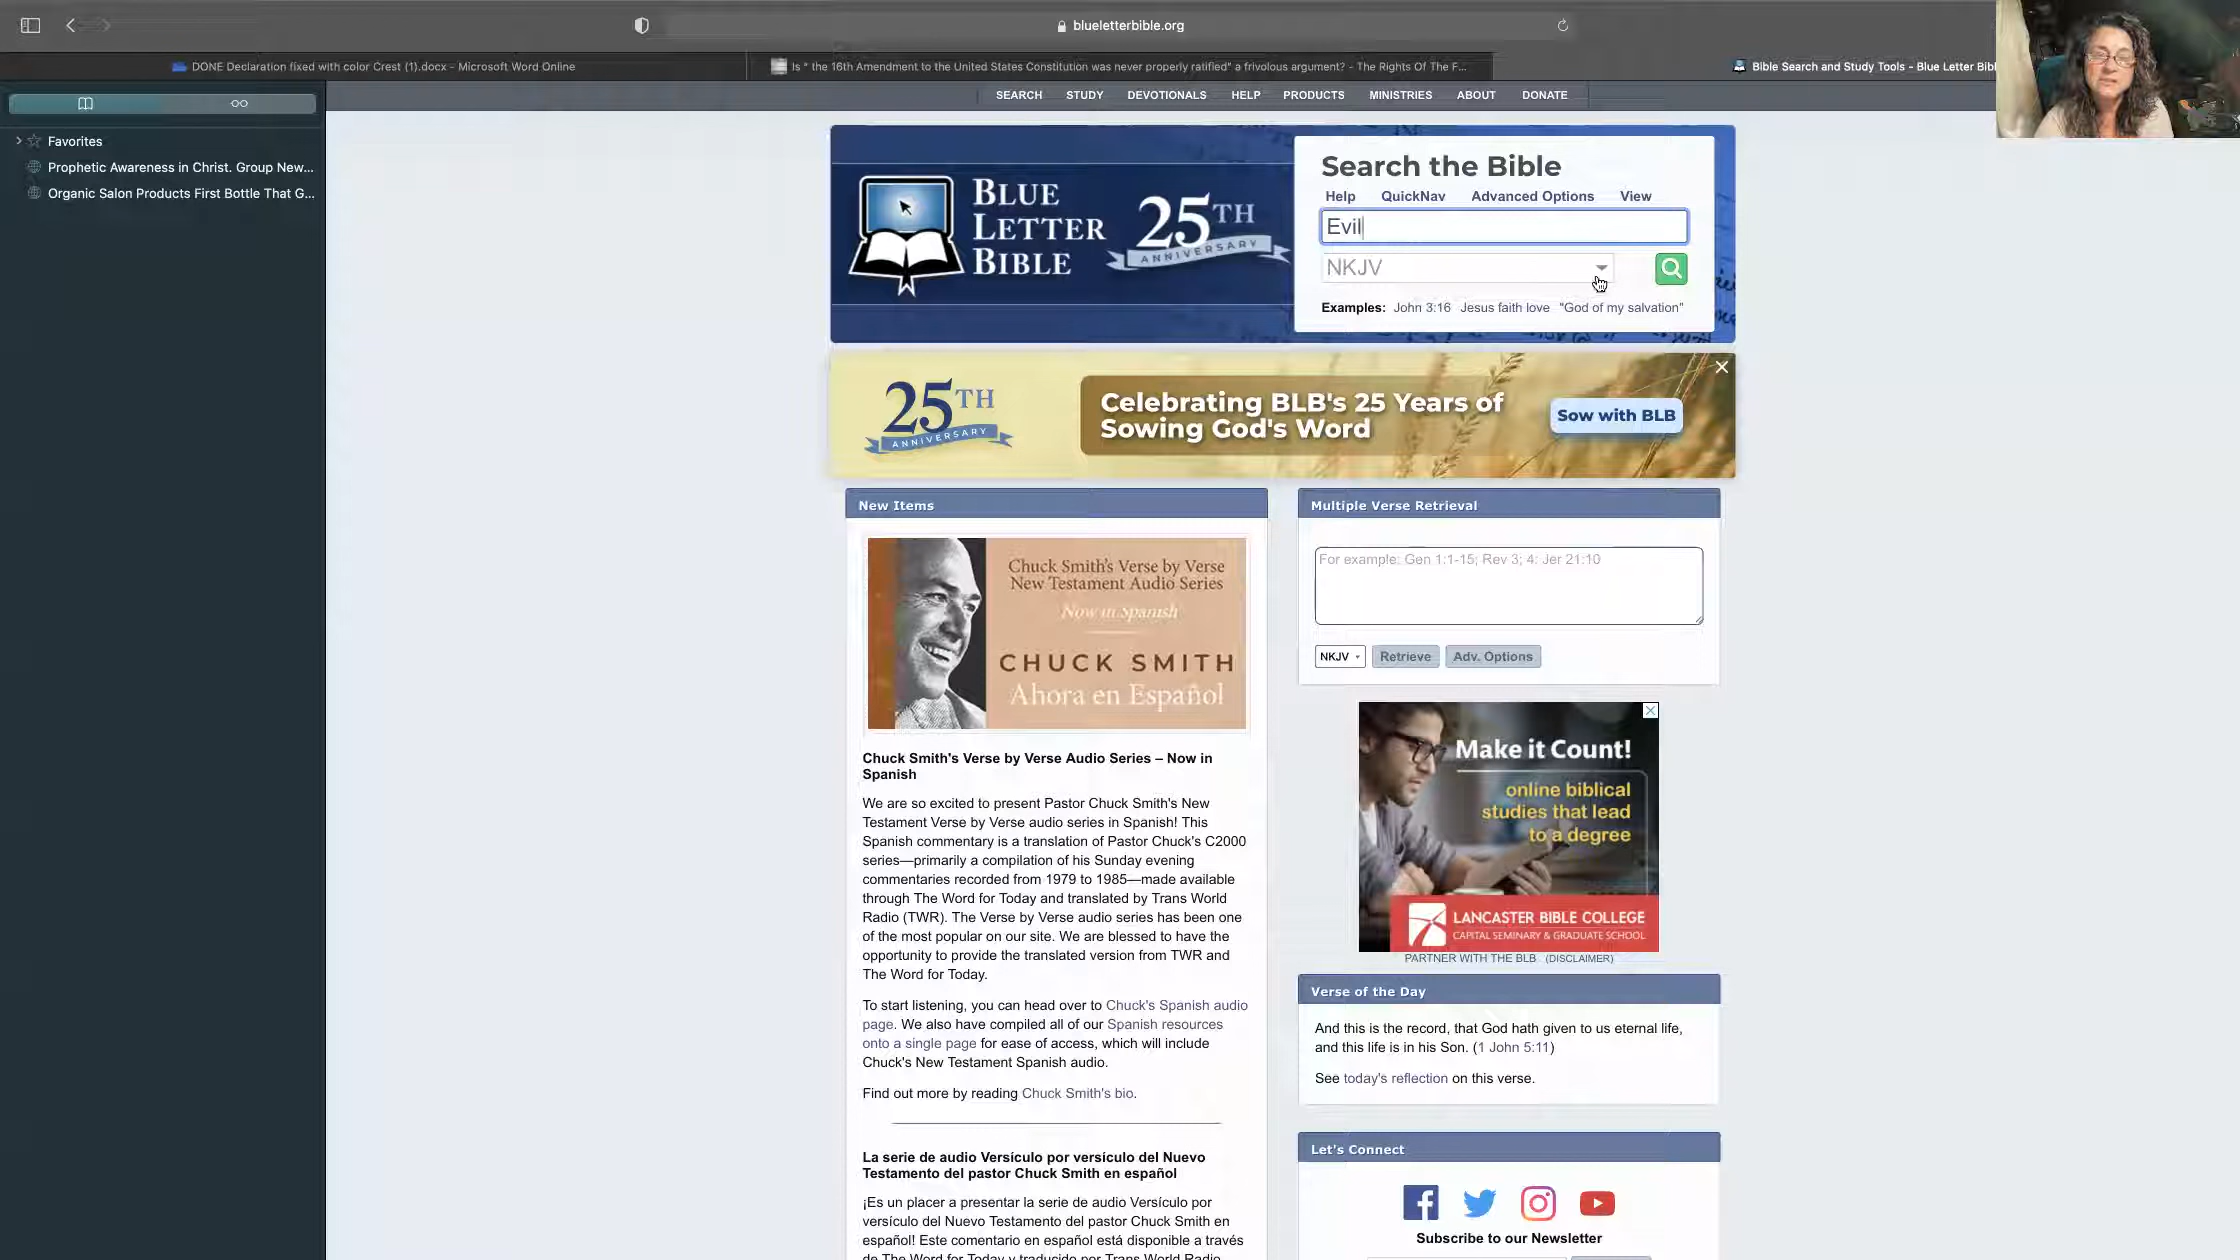 blueletterbible.org
DONE Declaration fixed with color Crest (1).docx - Microsoft Word Online
Is " the 16th Amendment to the United States Constitution was never properly ratified" a frivolous argument? - The Rights Of The F...
Bible Search and Study Tools - Blue Letter Bibl
SEARCH STUDY DEVOTIONALS HELP PRODUCTS MINISTRIES ABOUT DONATE
Favorites
Prophetic Awareness in Christ. Group New...
Organic Salon Products First Bottle That G...
BLUE
LETTER
BIBLE
25TH
ANNIVERSARY
Search the Bible
Help QuickNav Advanced Options View
Evil
NKJV
Examples: John 3:16 Jesus faith love "God of my salvation"
25TH
ANNIVERSARY
Celebrating BLB's 25 Years of
Sowing God's Word
Sow with BLB
New Items
Chuck Smith's Verse by Verse
New Testament Audio Series
Now in Spanish
CHUCK SMITH
Ahora en Español
Chuck Smith's Verse by Verse Audio Series – Now in
Spanish
We are so excited to present Pastor Chuck Smith's New
Testament Verse by Verse audio series in Spanish! This
Spanish commentary is a translation of Pastor Chuck's C2000
series—primarily a compilation of his Sunday evening
commentaries recorded from 1979 to 1985—made available
through The Word for Today and translated by Trans World
Radio (TWR). The Verse by Verse audio series has been one
of the most popular on our site. We are blessed to have the
opportunity to provide the translated version from TWR and
The Word for Today.
To start listening, you can head over to Chuck's Spanish audio
page. We also have compiled all of our Spanish resources
onto a single page for ease of access, which will include
Chuck's New Testament Spanish audio.
Find out more by reading Chuck Smith's bio.
La serie de audio Versículo por versículo del Nuevo
Testamento del pastor Chuck Smith en español
¡Es un placer a presentar la serie de audio Versículo por
versículo del Nuevo Testamento del pastor Chuck Smith en
español! Este comentario en español está disponible a través
de The Word for Today y traducido por Trans World Radio
Multiple Verse Retrieval
For example: Gen 1:1-15; Rev 3; 4; Jer 21:10
NKJV Retrieve Adv. Options
Make it Count!
online biblical
studies that lead
to a degree
LANCASTER BIBLE COLLEGE
CAPITAL SEMINARY & GRADUATE SCHOOL
PARTNER WITH THE BLB (DISCLAIMER)
Verse of the Day
And this is the record, that God hath given to us eternal life,
and this life is in his Son. (1 John 5:11)
See today's reflection on this verse.
Let's Connect
Subscribe to our Newsletter